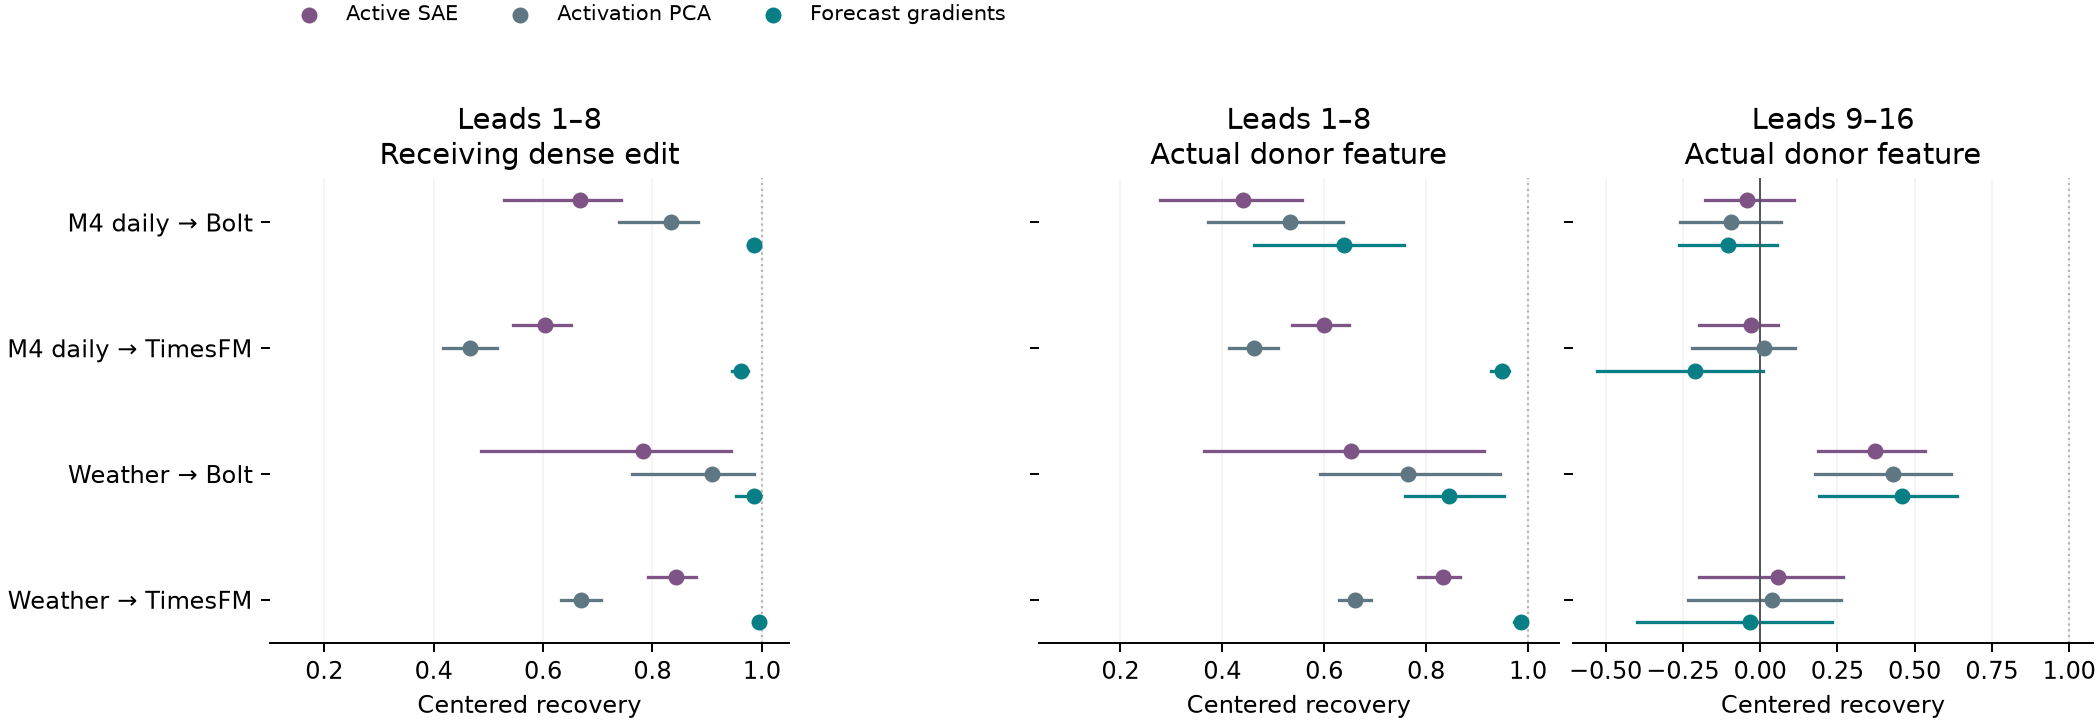 Active SAE
Activation PCA
Forecast gradients
Leads 1–8
Receiving dense edit
Leads 1–8
Actual donor feature
Leads 9–16
Actual donor feature
M4 daily → Bolt
M4 daily → TimesFM
Weather → Bolt
Weather → TimesFM
0.2 0.4 0.6 0.8 1.0
Centered recovery
0.2 0.4 0.6 0.8 1.0
Centered recovery
−0.50 −0.25 0.00 0.25 0.50 0.75 1.00
Centered recovery